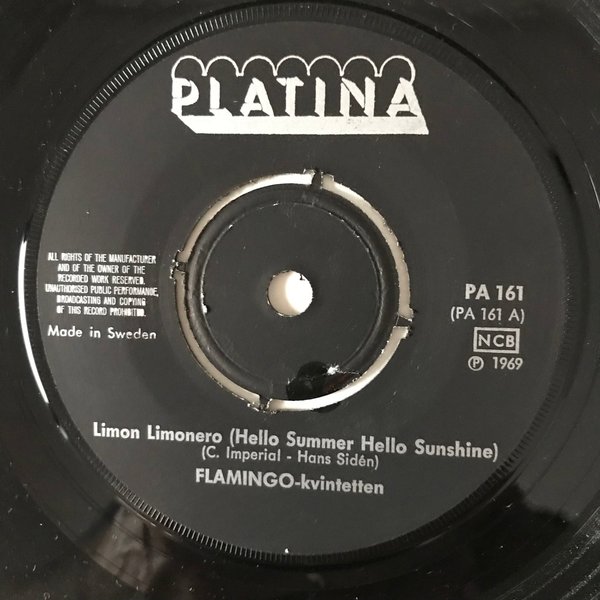 PLATINA
ALL RIGHTS OF THE MANUFACTURER
AND OF THE OWNER OF THE
RECORDED WORK RESERVED.
UNAUTHORISED PUBLIC PERFORMANCE,
BROADCASTING AND COPYING
OF THIS RECORD PROHIBITED.
Made in Sweden
PA 161
(PA 161 A)
NCB
Ⓟ 1969
Limon Limonero (Hello Summer Hello Sunshine)
(C. Imperial - Hans Sidén)
FLAMINGO-kvintetten